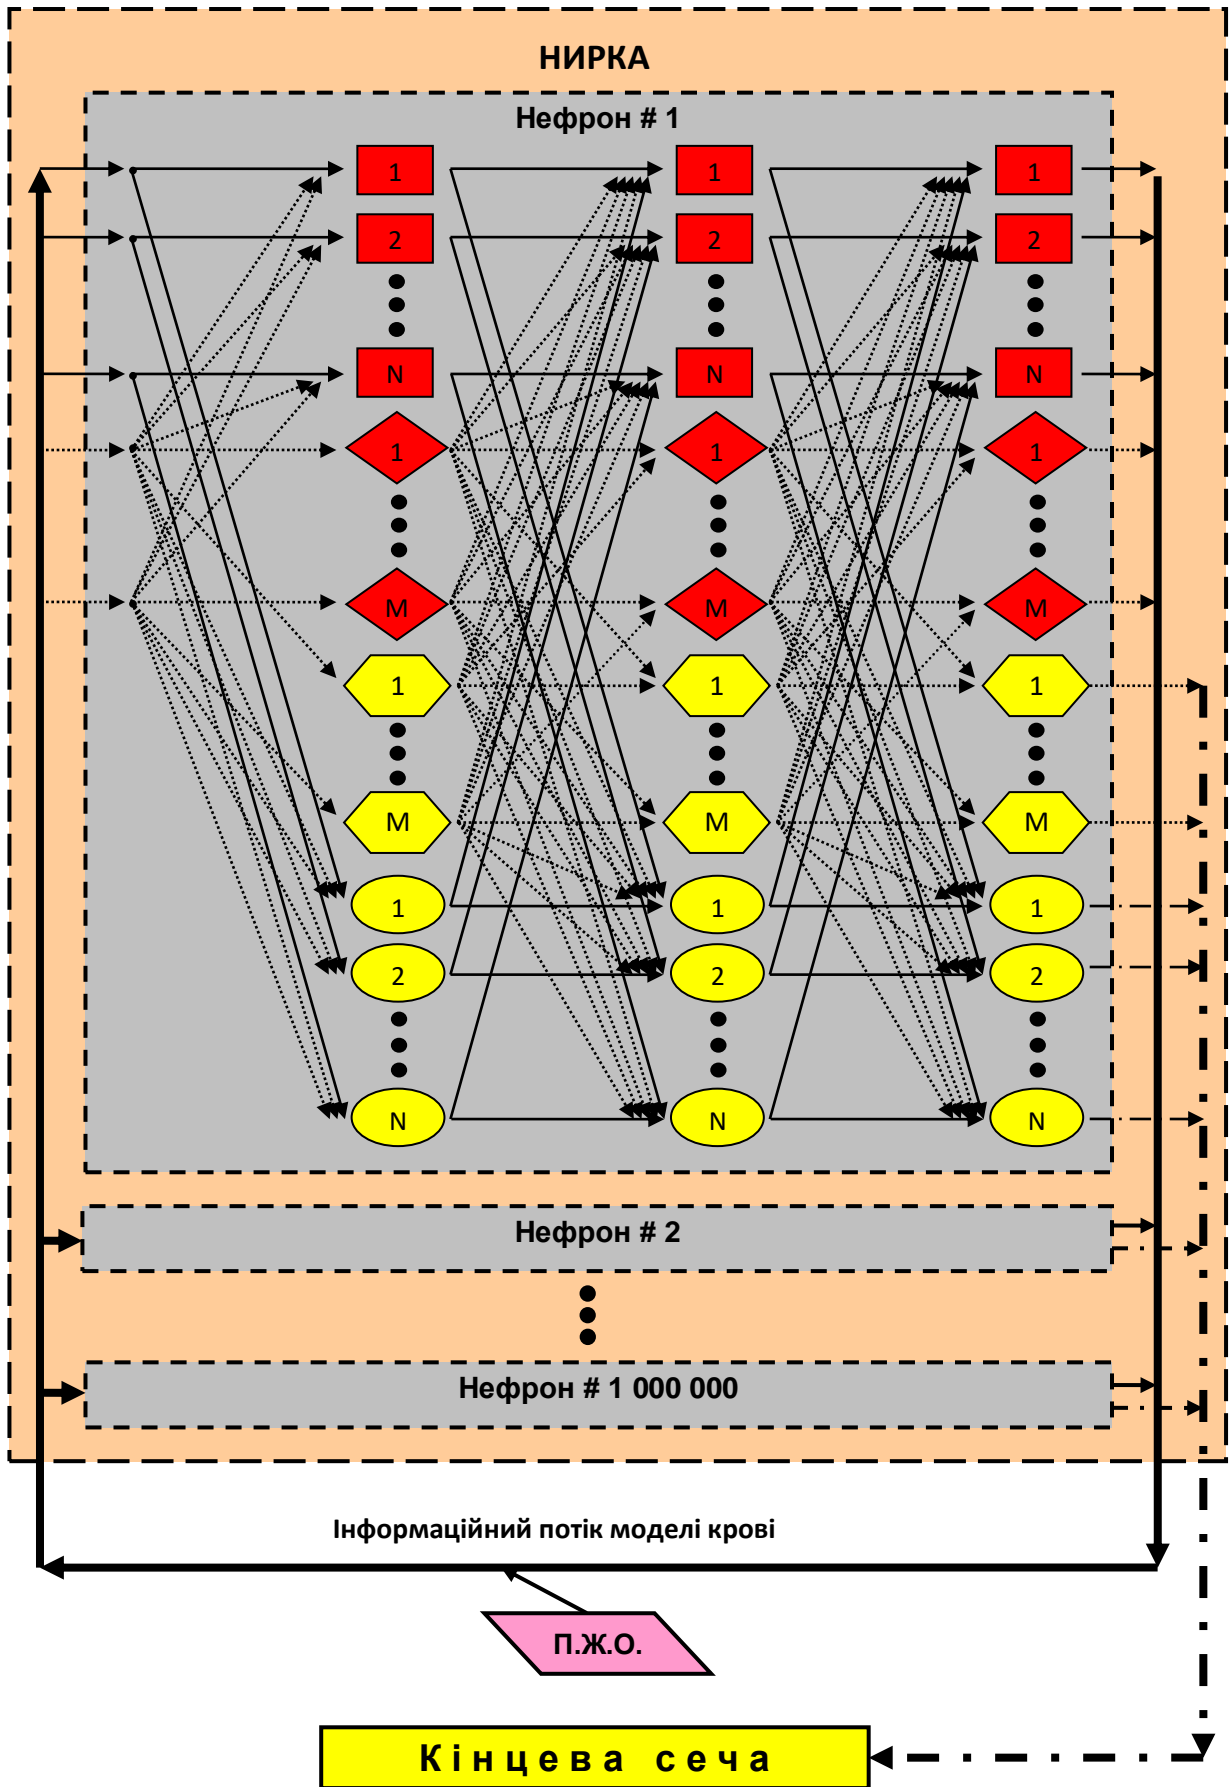 НИРКА
Нефрон # 1
1 1 1
2 2 2
N N N
1 1 1
M M M
1 1 1
M M M
1 1 1
2 2 2
N N N
Нефрон # 2
Нефрон # 1 000 000
Інформаційний потік моделі крові
П.Ж.О.
Кінцева сеча